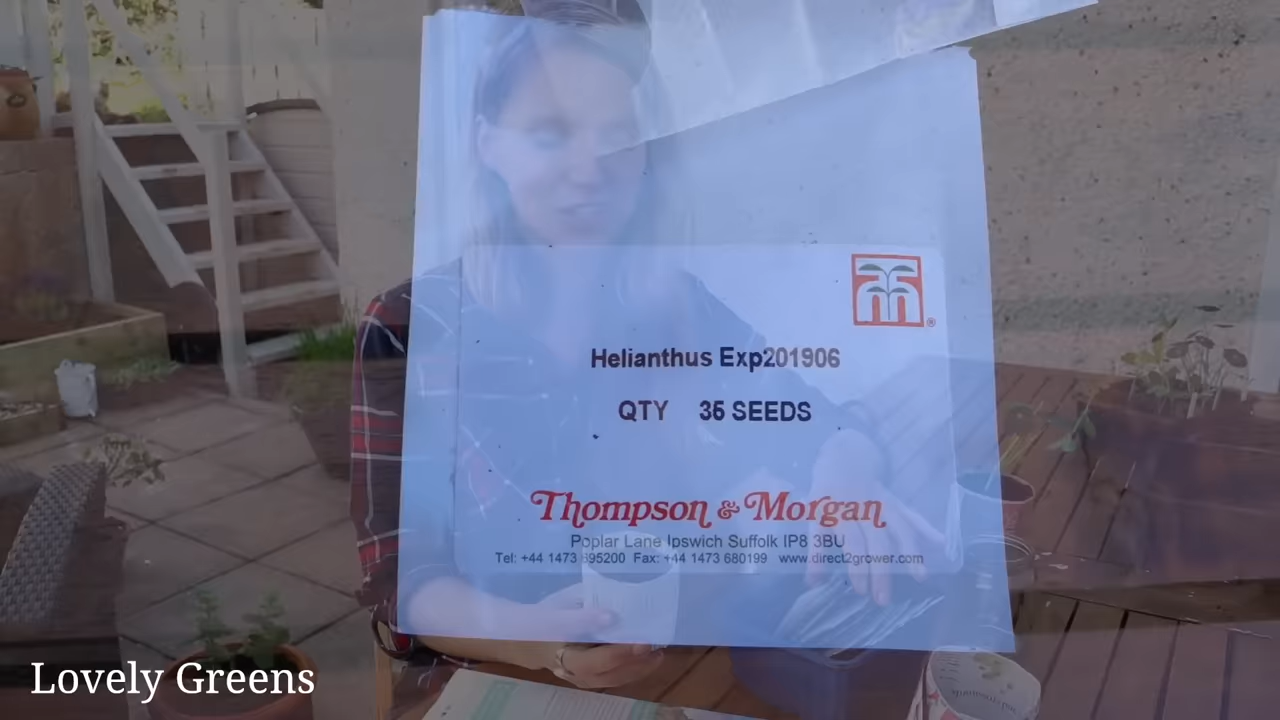 Helianthus Exp201906
QTY 35 SEEDS
Thompson & Morgan
Poplar Lane Ipswich Suffolk IP8 3BU
Tel: +44 1473 695200 Fax: +44 1473 680199 www.direct2grower.com
Lovely Greens